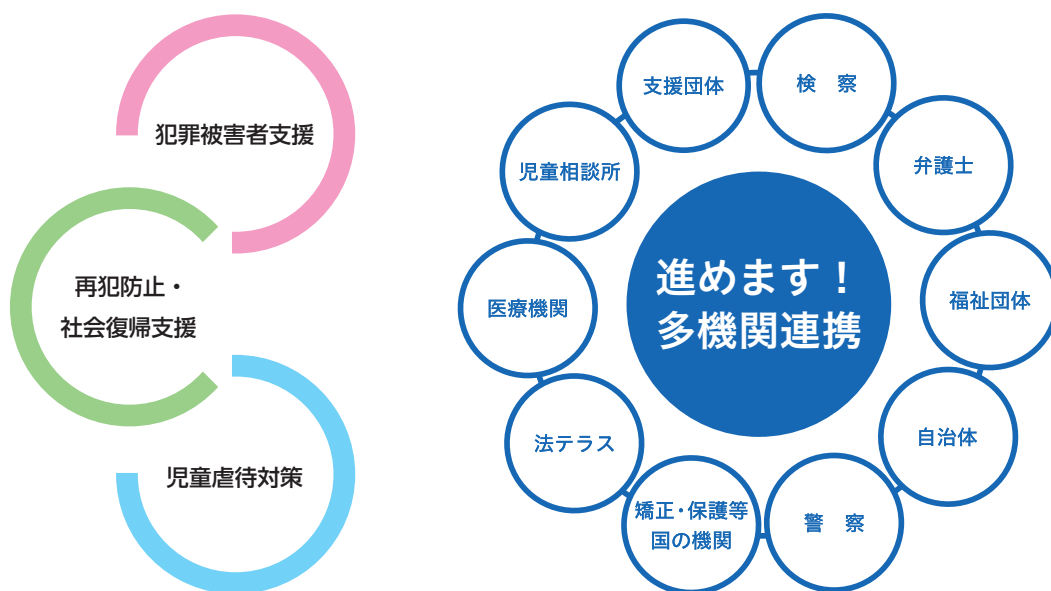 犯罪被害者支援
再犯防止・
社会復帰支援
児童虐待対策
進めます！
多機関連携
検　察
弁護士
福祉団体
自治体
警　察
矯正・保護等
国の機関
法テラス
医療機関
児童相談所
支援団体